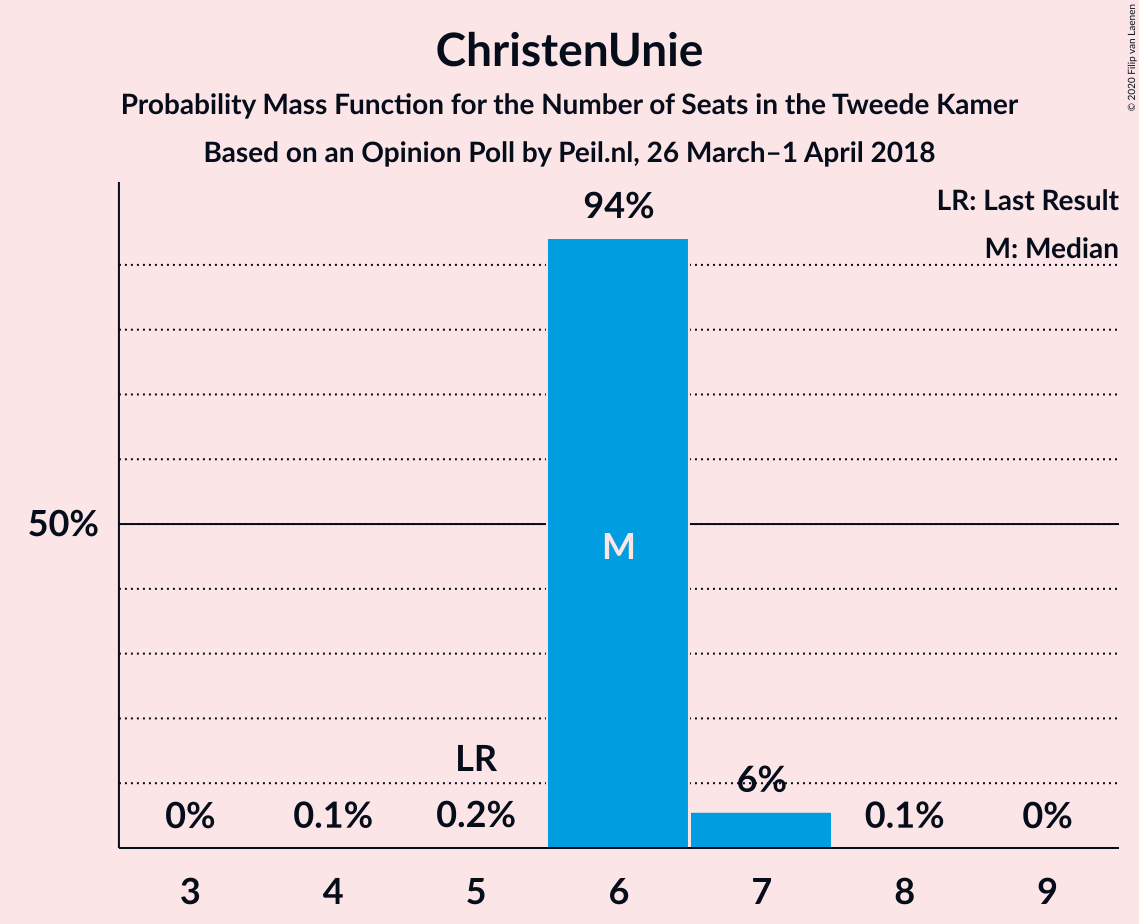 ChristenUnie
Probability Mass Function for the Number of Seats in the Tweede Kamer
Based on an Opinion Poll by Peil.nl, 26 March–1 April 2018
© 2020 Filip van Laenen
LR: Last Result
M: Median
94%
50%
M
LR
6%
0%
0.1%
0.2%
0.1%
0%
3
4
5
6
7
8
9